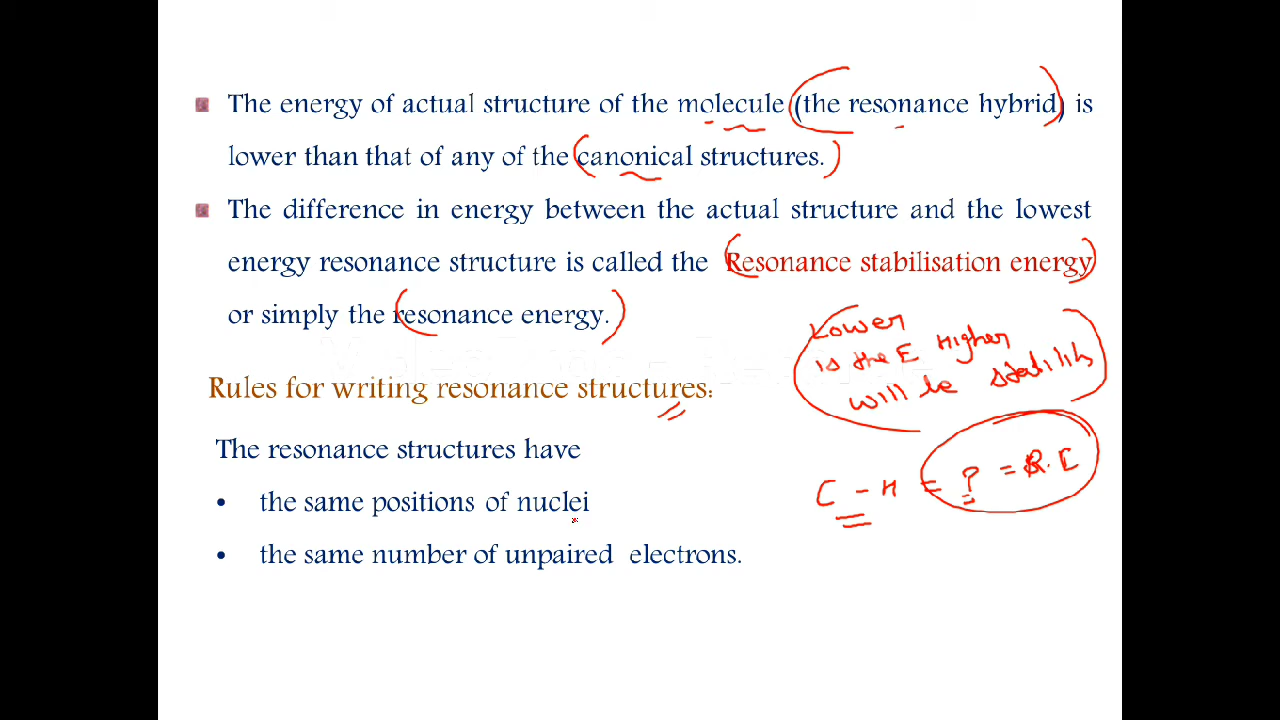 The energy of actual structure of the molecule (the resonance hybrid) is
lower than that of any of the canonical structures.
The difference in energy between the actual structure and the lowest
energy resonance structure is called the Resonance stabilisation energy
or simply the resonance energy.
Lower
is the E Higher
will be stability
Rules for writing resonance structures:
The resonance structures have
C - H = ? = R.E
• the same positions of nuclei
• the same number of unpaired electrons.